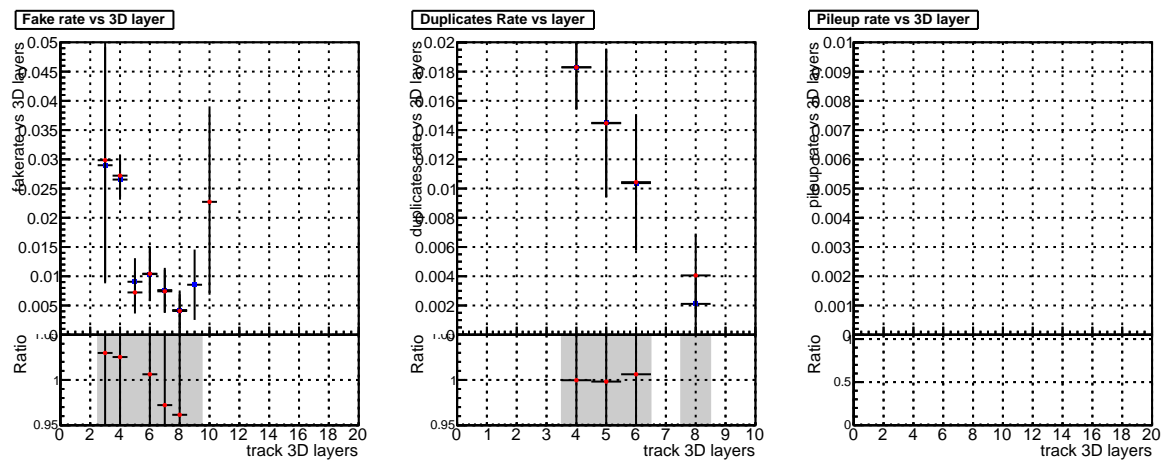 Fake rate vs 3D layer
fakerate vs 3D layers
0.05
0.045
0.04
0.035
0.03
0.025
0.02
0.015
0.01
0.005
0
Ratio
1
0.95
0 2 4 6 8 10 12 14 16 18 20
track 3D layers
Duplicates Rate vs layer
duplicates rate vs 3D layers
0.02
0.018
0.016
0.014
0.012
0.01
0.008
0.006
0.004
0.002
0
Ratio
1
0.95
0 1 2 3 4 5 6 7 8 9 10
track 3D layers
Pileup rate vs 3D layer
pileup rate vs 3D layers
0.01
0.009
0.008
0.007
0.006
0.005
0.004
0.003
0.002
0.001
0
Ratio
1
0.5
0
0 2 4 6 8 10 12 14 16 18 20
track 3D layers